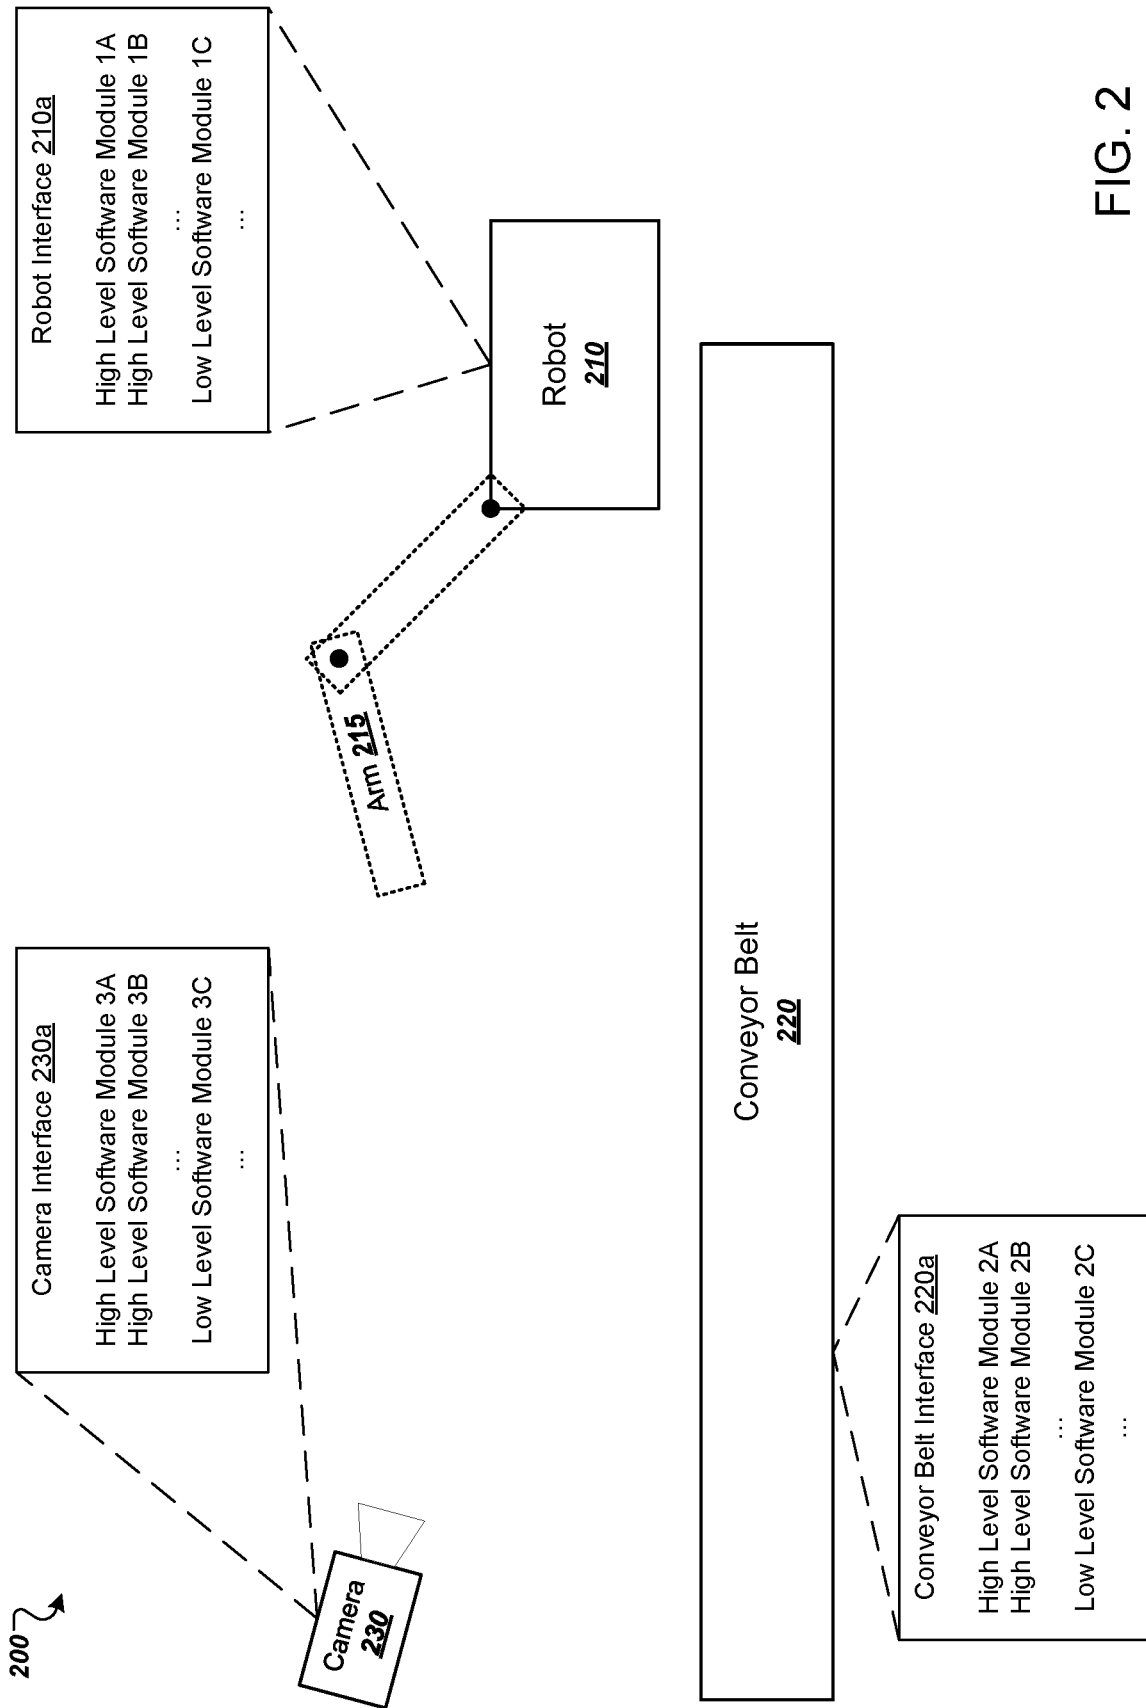 200
Camera Interface 230a
High Level Software Module 3A
High Level Software Module 3B
...
Low Level Software Module 3C
...
Robot Interface 210a
High Level Software Module 1A
High Level Software Module 1B
...
Low Level Software Module 1C
...
Camera
230
Arm 215
Robot
210
Conveyor Belt
220
Conveyor Belt Interface 220a
High Level Software Module 2A
High Level Software Module 2B
...
Low Level Software Module 2C
...
FIG. 2